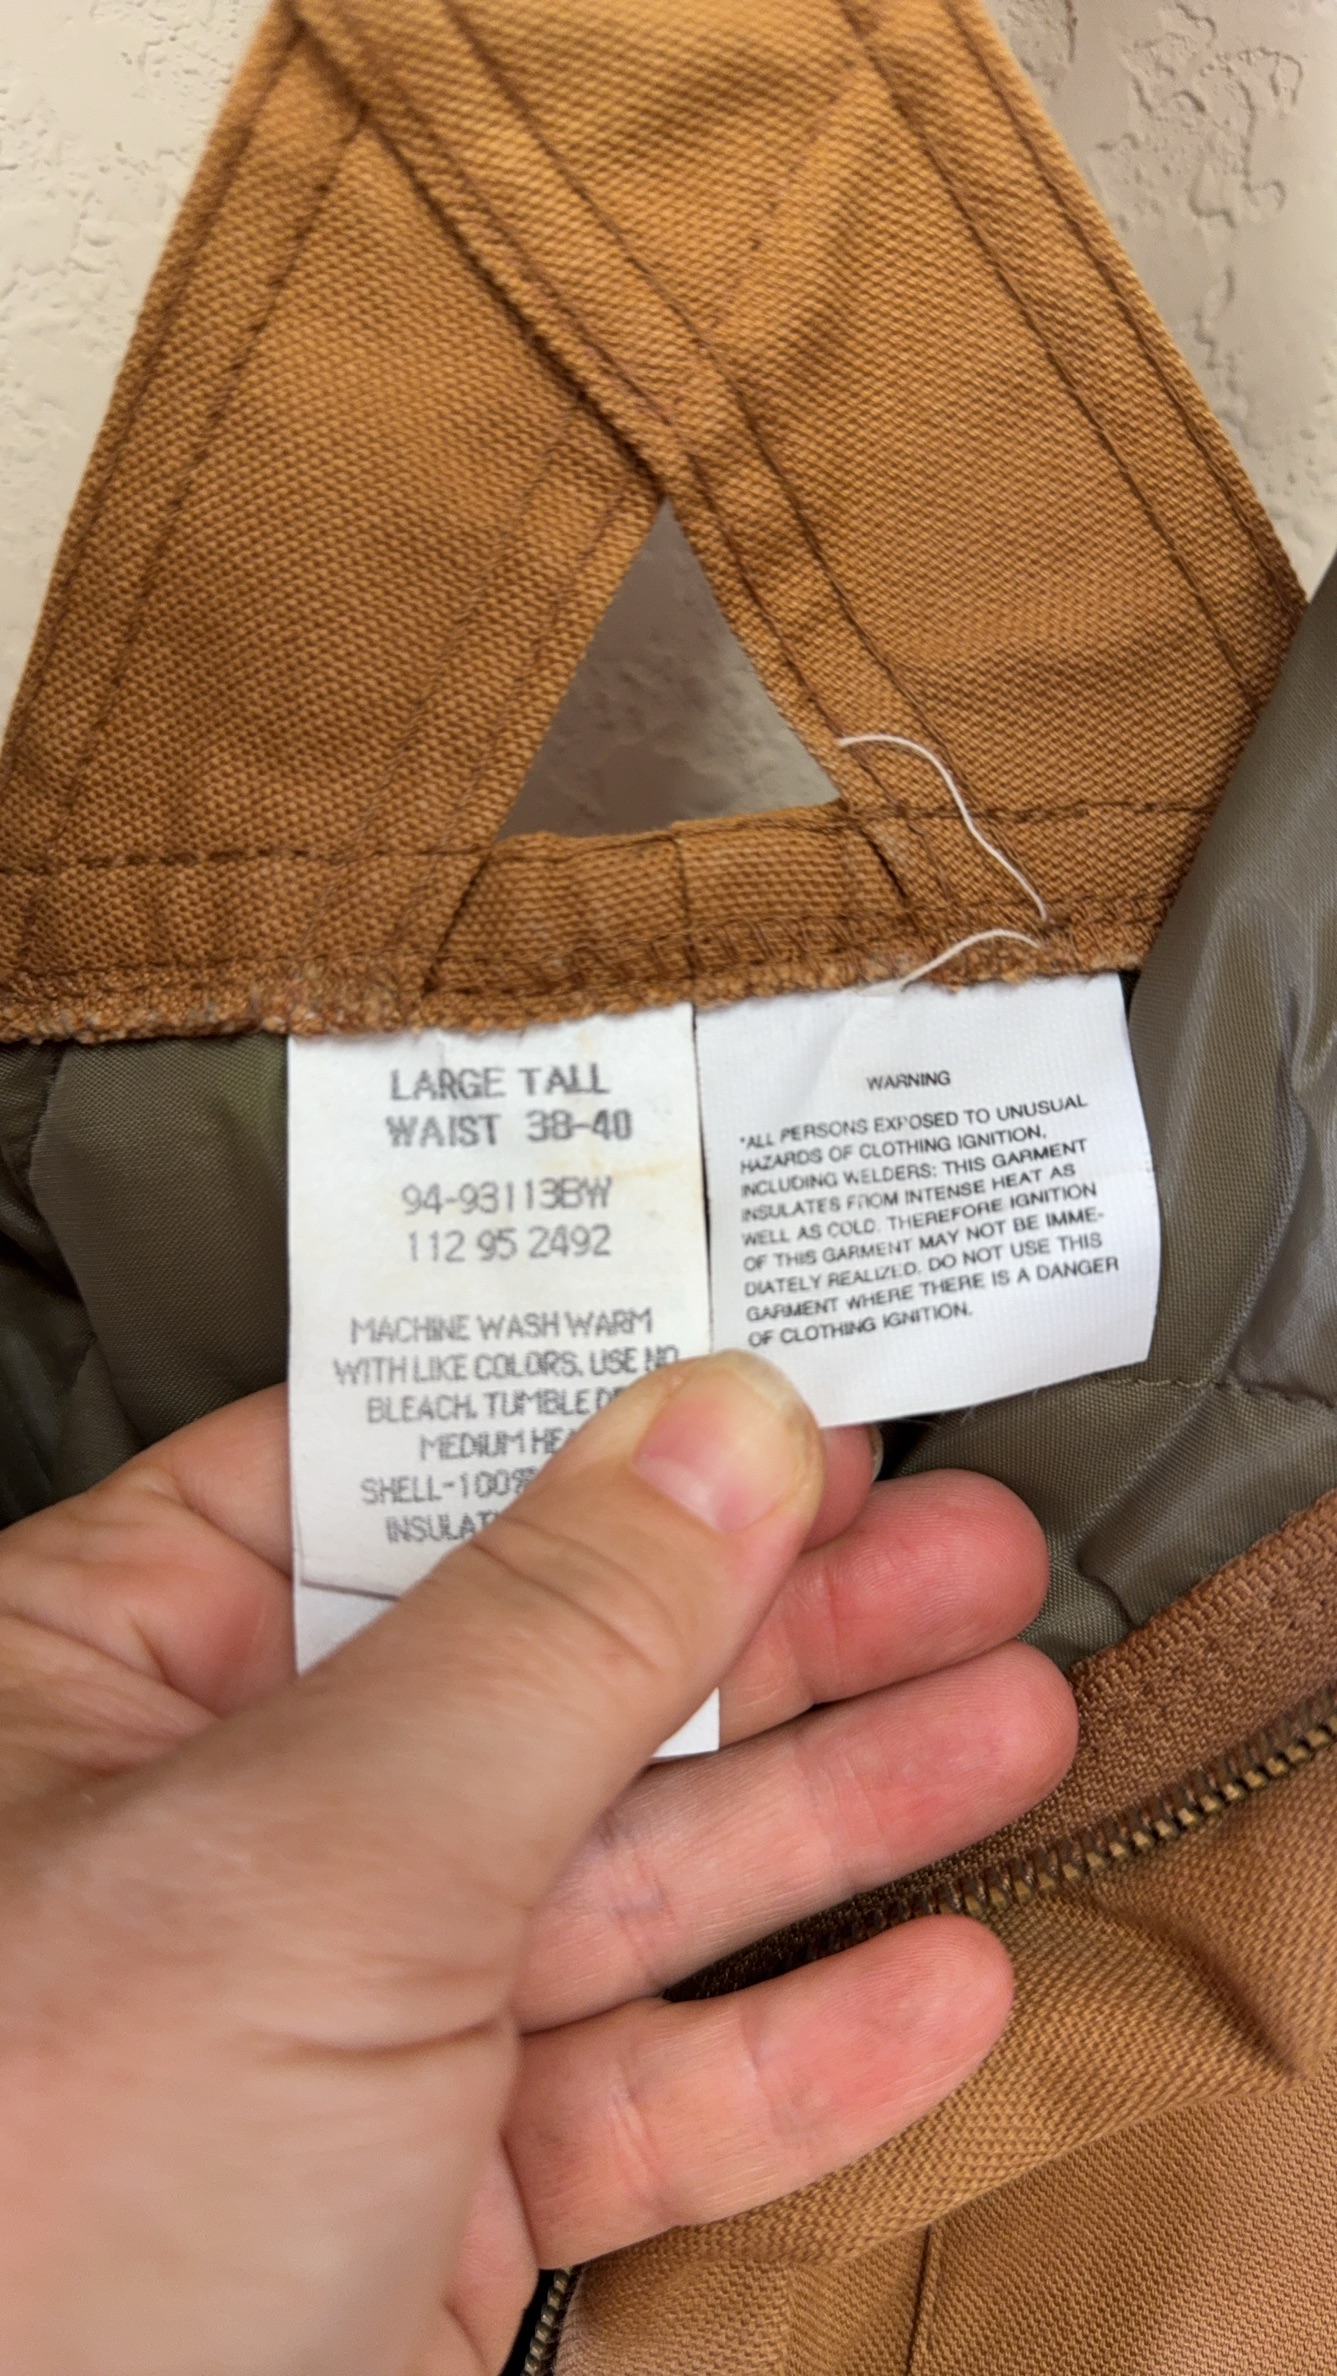 LARGE TALL
WAIST 38-40
94-93113BW
112 95 2492
MACHINE WASH WARM
WITH LIKE COLORS. USE NO
BLEACH. TUMBLE
MEDIUM
SHELL-100%
WARNING
*ALL PERSONS EXPOSED TO UNUSUAL
HAZARDS OF CLOTHING IGNITION,
INCLUDING WELDERS: THIS GARMENT
INSULATES FROM INTENSE HEAT AS
WELL AS COLD. THEREFORE IGNITION
OF THIS GARMENT MAY NOT BE IMME-
DIATELY REALIZED. DO NOT USE THIS
GARMENT WHERE THERE IS A DANGER
OF CLOTHING IGNITION.